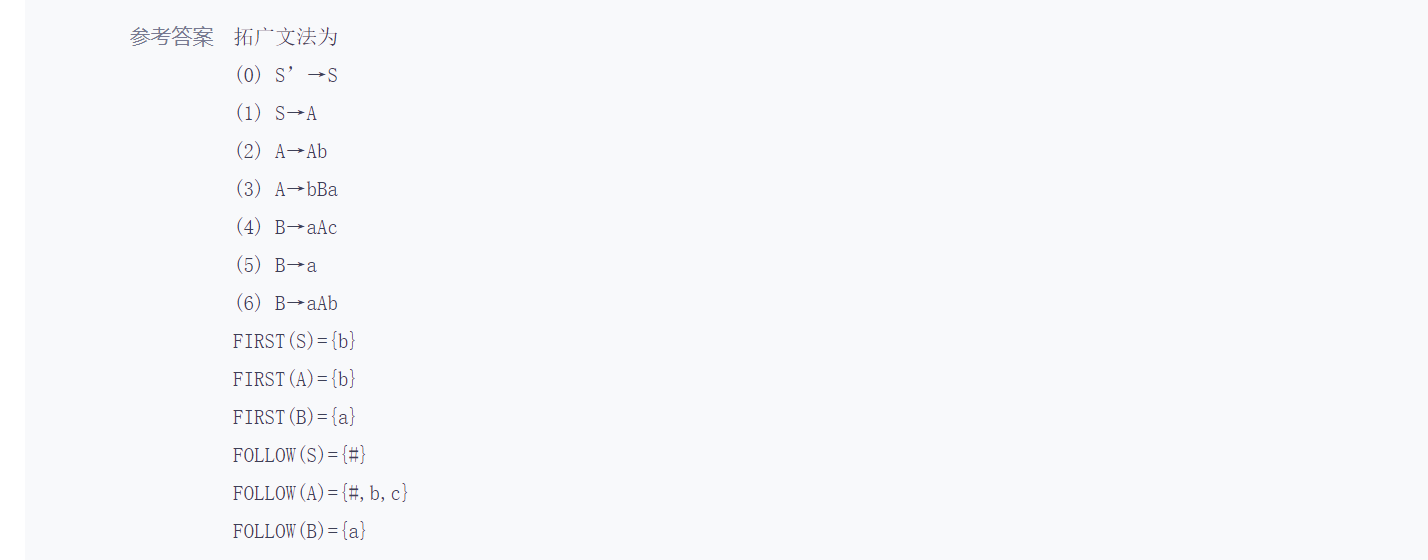 参考答案 拓广文法为
(0) S’→S
(1) S→A
(2) A→Ab
(3) A→bBa
(4) B→aAc
(5) B→a
(6) B→aAb
FIRST(S)={b}
FIRST(A)={b}
FIRST(B)={a}
FOLLOW(S)={#}
FOLLOW(A)={#,b,c}
FOLLOW(B)={a}